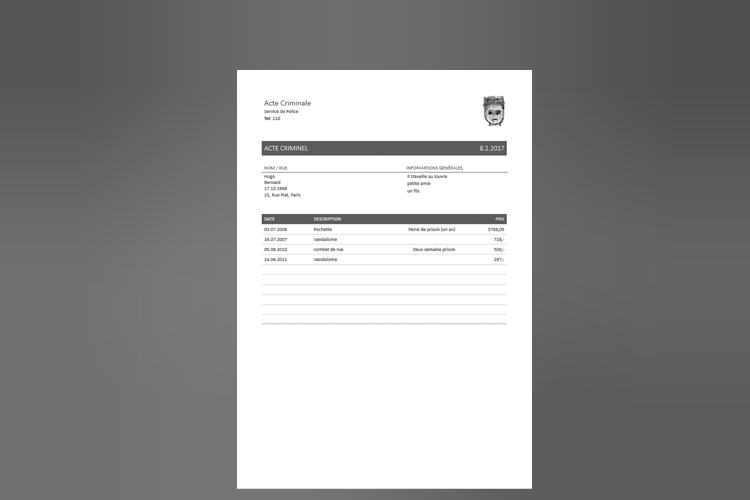 Acte Criminale
Service de Police
Tel: 110
ACTE CRIMINEL 8.2.2017
NOM / RUE INFORMATIONS GENÉRALES
Hugo Il travaille au louvre
Bernard petite amie
17.10.1988 un fils
23, Rue Piat, Paris
DATE DESCRIPTION PRIX
03.07.2006 Pochette Peine de prison (un an) 3768,05
16.07.2007 Vandalisme 728,-
05.09.2010 combat de rue Deux semaine prison 500,-
24.04.2012 Vandalisme 287,-